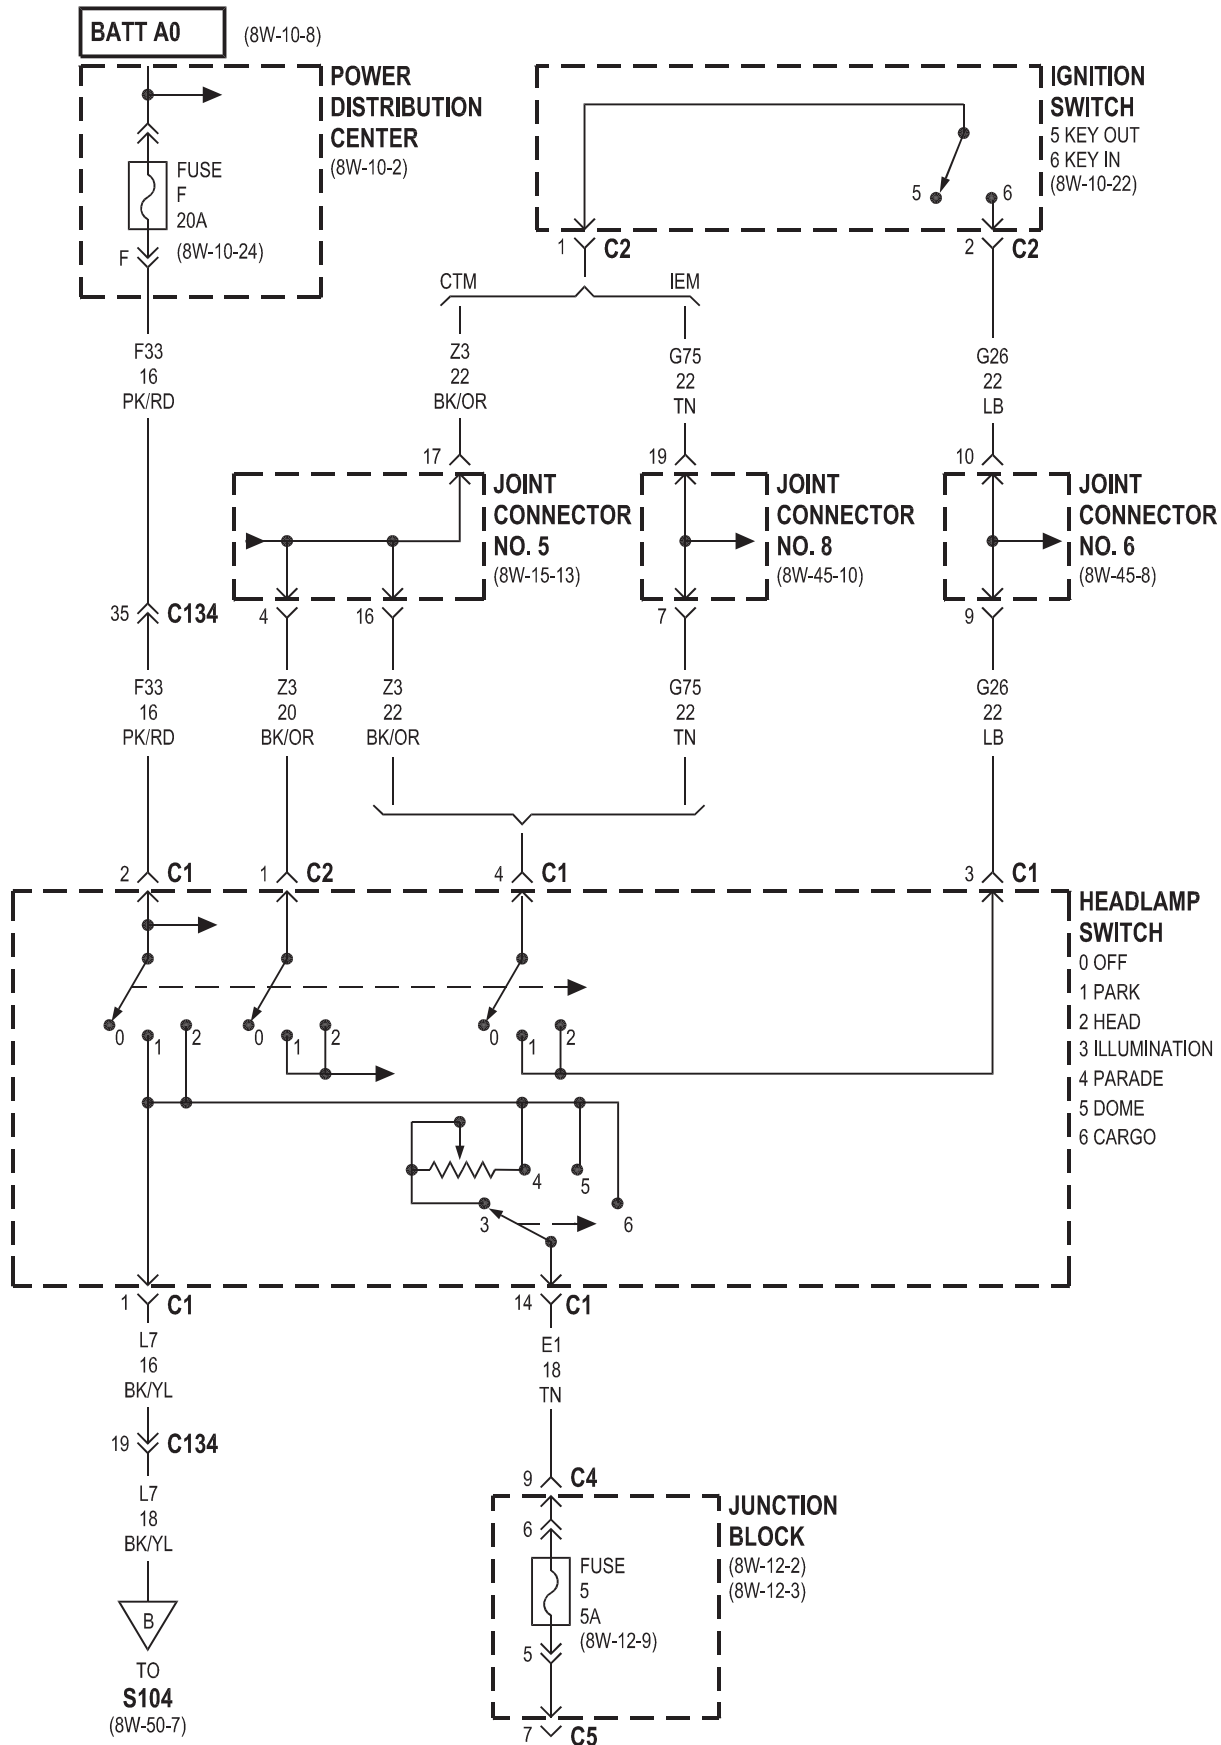 BATT A0
(8W-10-8)
POWER
DISTRIBUTION
CENTER
(8W-10-2)
FUSE
F
20A
(8W-10-24)
F
IGNITION
SWITCH
5 KEY OUT
6 KEY IN
(8W-10-22)
5
6
1
C2
2
C2
CTM
IEM
F33
16
PK/RD
Z3
22
BK/OR
G75
22
TN
G26
22
LB
17
19
10
JOINT
CONNECTOR
NO. 5
(8W-15-13)
JOINT
CONNECTOR
NO. 8
(8W-45-10)
JOINT
CONNECTOR
NO. 6
(8W-45-8)
35
C134
4
16
7
9
F33
16
PK/RD
Z3
20
BK/OR
Z3
22
BK/OR
G75
22
TN
G26
22
LB
2
C1
1
C2
4
C1
3
C1
HEADLAMP
SWITCH
0 OFF
1 PARK
2 HEAD
3 ILLUMINATION
4 PARADE
5 DOME
6 CARGO
0
1
2
0
1
2
0
1
2
4
5
3
6
1
C1
14
C1
L7
16
BK/YL
E1
18
TN
19
C134
L7
18
BK/YL
9
C4
JUNCTION
BLOCK
(8W-12-2)
(8W-12-3)
6
FUSE
5
5A
(8W-12-9)
5
B
TO
S104
(8W-50-7)
7
C5